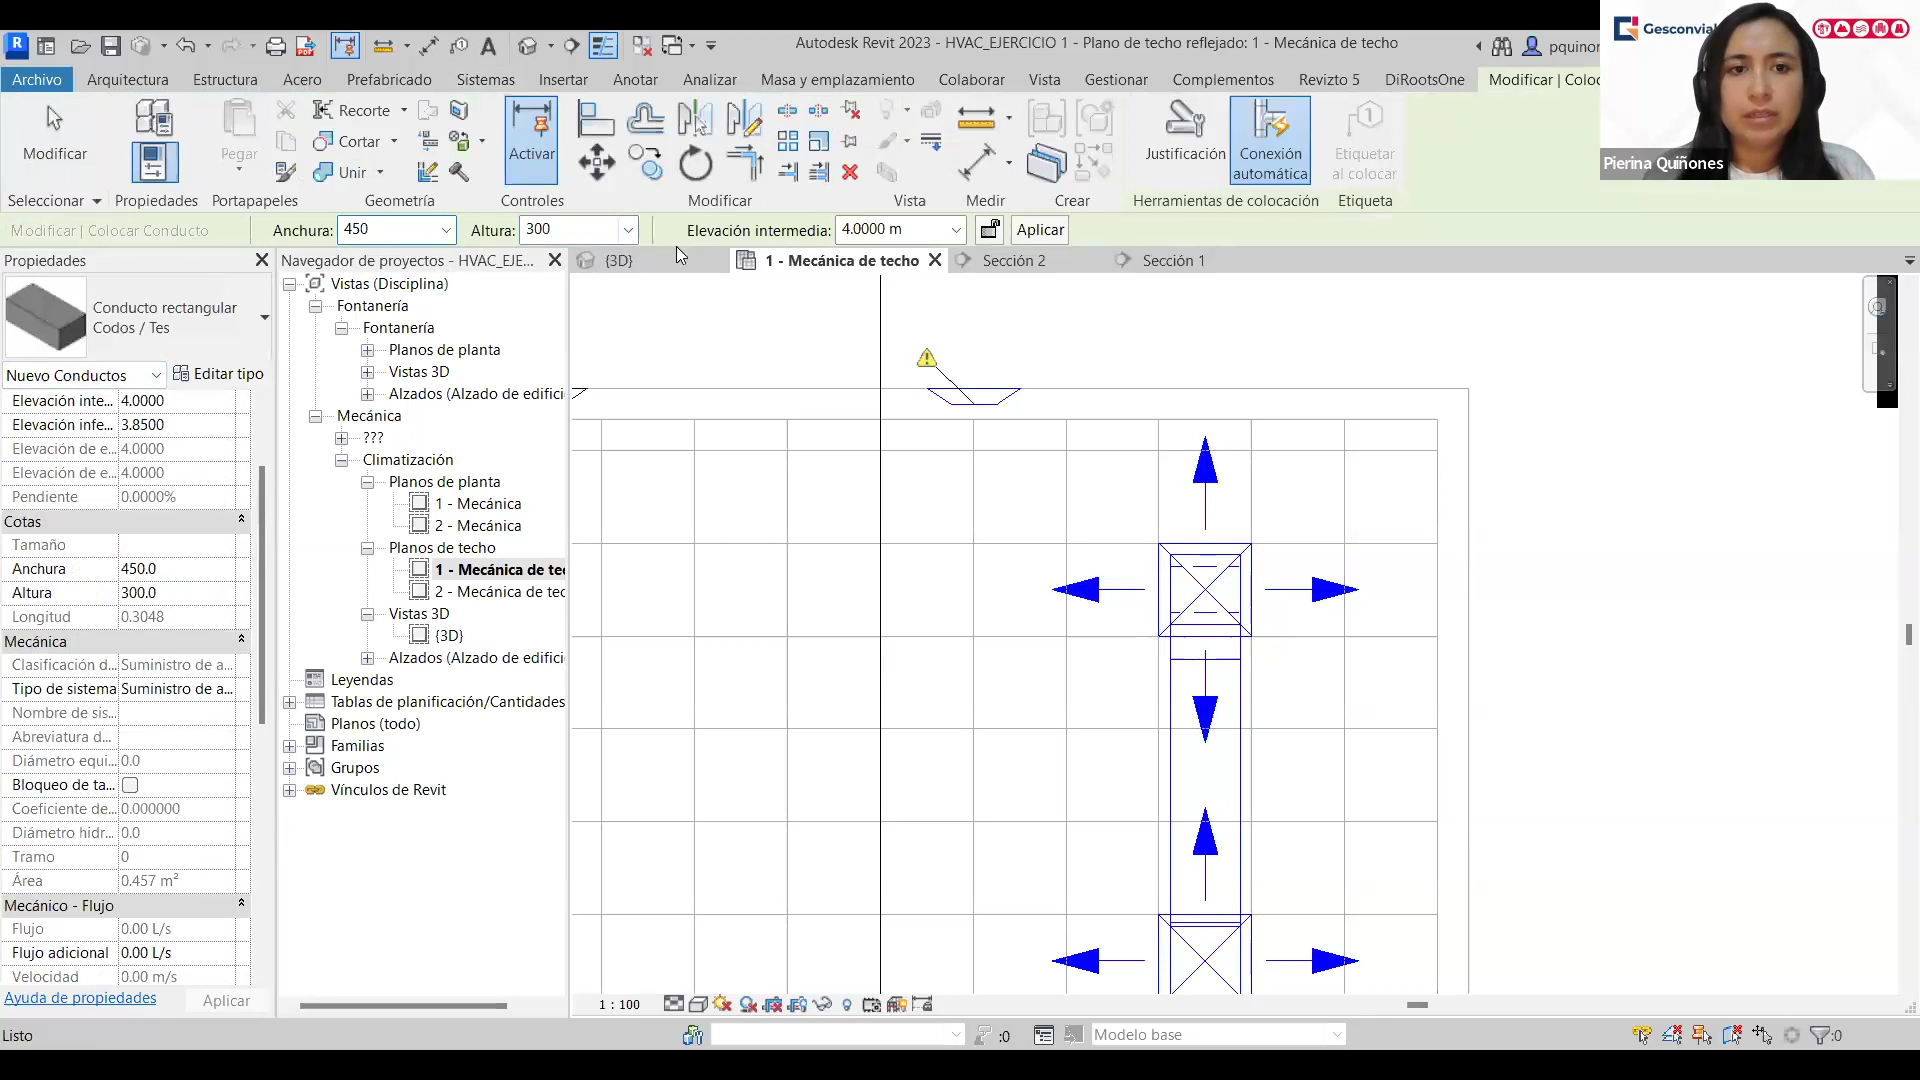 Autodesk Revit 2023 - HVAC_EJERCICIO 1 - Plano de techo reflejado: 1 - Mecánica de techo
pquinor
Gesconvial
Archivo Arquitectura Estructura Acero Prefabricado Sistemas Insertar Anotar Analizar Masa y emplazamiento Colaborar Vista Gestionar Complementos Revizto 5 DiRootsOne Modificar | Coloc
Modificar
Pegar
Recorte
Cortar
Unir
Activar
Justificación
Conexión automática
Etiquetar al colocar
Pierina Quiñones
Seleccionar Propiedades Portapapeles Geometría Controles Modificar Vista Medir Crear Herramientas de colocación Etiqueta
Modificar | Colocar Conducto Anchura: 450 Altura: 300 Elevación intermedia: 4.0000 m Aplicar
Propiedades
Conducto rectangular
Codos / Tes
Nuevo Conductos Editar tipo
Elevación inte... 4.0000
Elevación infe... 3.8500
Elevación de e... 4.0000
Elevación de e... 4.0000
Pendiente 0.0000%
Cotas
Tamaño
Anchura 450.0
Altura 300.0
Longitud 0.3048
Mecánica
Clasificación d... Suministro de a...
Tipo de sistema Suministro de a...
Nombre de sis...
Abreviatura d...
Diámetro equi... 0.0
Bloqueo de ta...
Coeficiente de... 0.000000
Diámetro hidr... 0.0
Tramo 0
Área 0.457 m²
Mecánico - Flujo
Flujo 0.00 L/s
Flujo adicional 0.00 L/s
Velocidad 0.00 m/s
Ayuda de propiedades Aplicar
Navegador de proyectos - HVAC_EJE...
Vistas (Disciplina)
Fontanería
Fontanería
Planos de planta
Vistas 3D
Alzados (Alzado de edifici
Mecánica
???
Climatización
Planos de planta
1 - Mecánica
2 - Mecánica
Planos de techo
1 - Mecánica de tec
2 - Mecánica de tec
Vistas 3D
{3D}
Alzados (Alzado de edifici
Leyendas
Tablas de planificación/Cantidades
Planos (todo)
Familias
Grupos
Vínculos de Revit
{3D} 1 - Mecánica de techo Sección 2 Sección 1
1 : 100
Listo
:0
Modelo base
:0